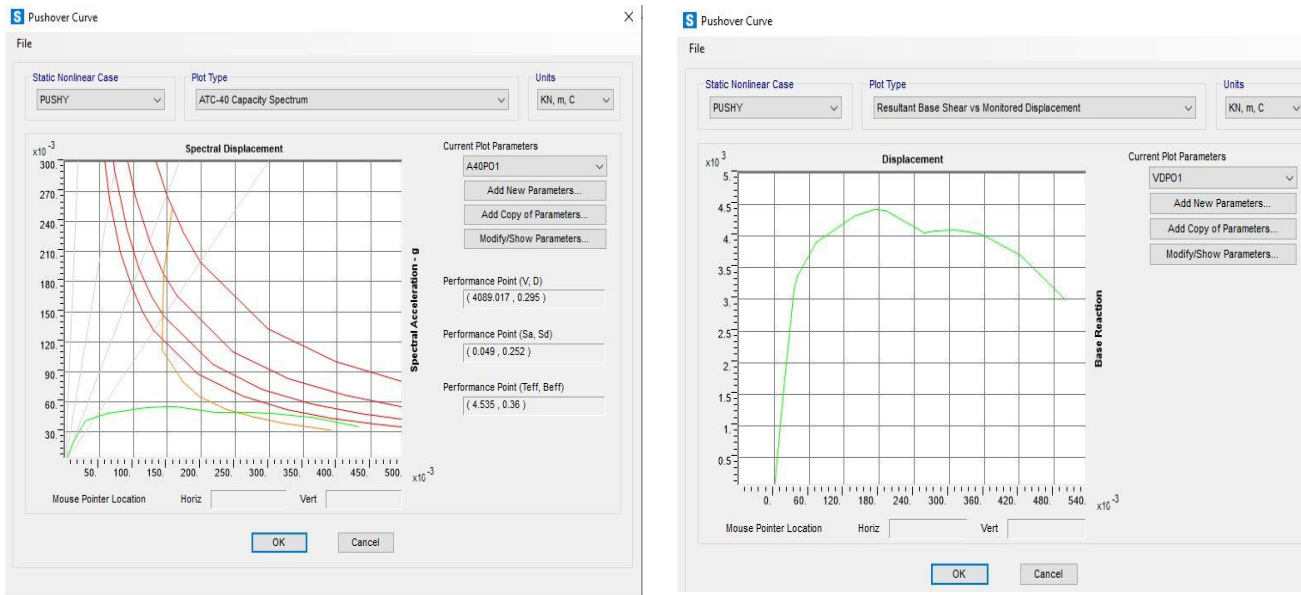 S Pushover Curve X
File
Static Nonlinear Case Plot Type Units
PUSHY ATC-40 Capacity Spectrum KN, m, C
Spectral Displacement
x10 -3
300.
270.
240.
210.
180.
150.
120.
90.
60.
30.
50. 100. 150. 200. 250. 300. 350. 400. 450. 500. x10 -3
Spectral Acceleration - g
Current Plot Parameters
A40PO1
Add New Parameters...
Add Copy of Parameters...
Modify/Show Parameters...
Performance Point (V, D)
( 4089.017 , 0.295 )
Performance Point (Sa, Sd)
( 0.049 , 0.252 )
Performance Point (Teff, Beff)
( 4.535 , 0.36 )
Mouse Pointer Location Horiz Vert
OK Cancel
S Pushover Curve
File
Static Nonlinear Case Plot Type Units
PUSHY Resultant Base Shear vs Monitored Displacement KN, m, C
Displacement
x10 3
5.
4.5
4.
3.5
3.
2.5
2.
1.5
1.
0.5
0. 60. 120. 180. 240. 300. 360. 420. 480. 540. x10 -3
Base Reaction
Current Plot Parameters
VDPO1
Add New Parameters...
Add Copy of Parameters...
Modify/Show Parameters...
Mouse Pointer Location Horiz Vert
OK Cancel